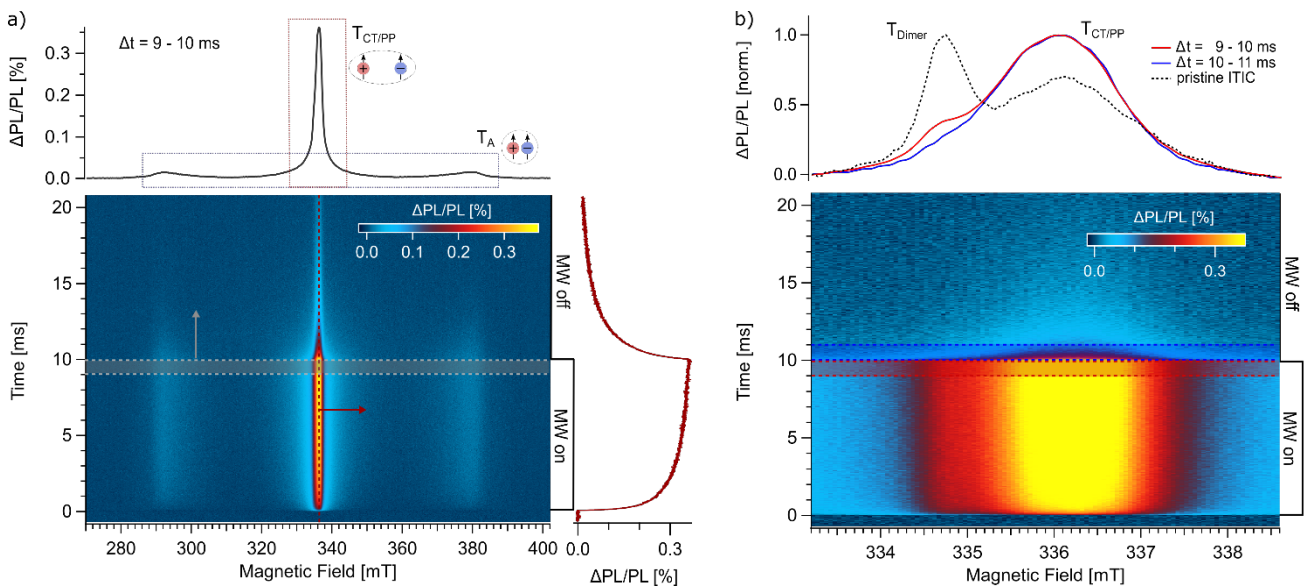 a)
Δt = 9 - 10 ms
T_CT/PP
+ −
T_A
+ −
ΔPL/PL [%]
0.3
0.2
0.1
0.0
ΔPL/PL [%]
0.0 0.1 0.2 0.3
Time [ms]
20
15
10
5
0
MW off
MW on
280 300 320 340 360 380 400
Magnetic Field [mT]
0.0 0.3
ΔPL/PL [%]
b)
T_Dimer
T_CT/PP
Δt = 9 - 10 ms
Δt = 10 - 11 ms
pristine ITIC
ΔPL/PL [norm.]
1.0
0.5
0.0
ΔPL/PL [%]
0.0 0.3
Time [ms]
20
15
10
5
0
MW off
MW on
334 335 336 337 338
Magnetic Field [mT]